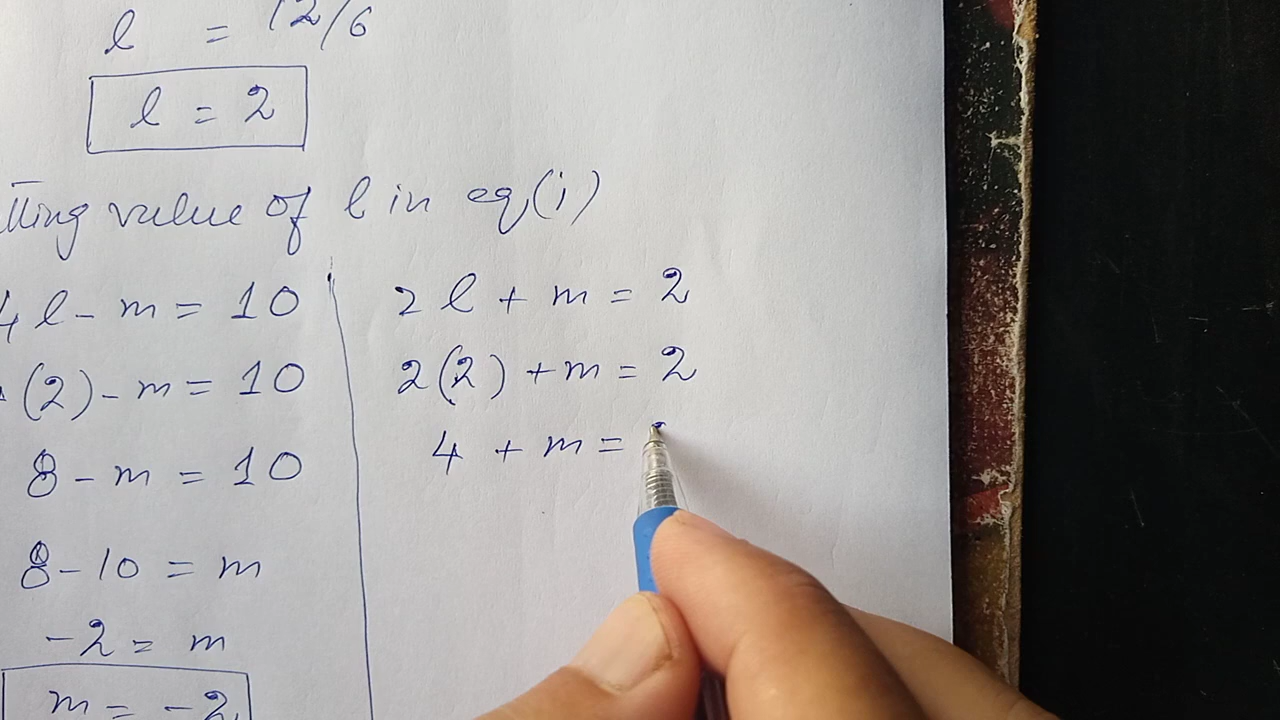 l = 12/6
l = 2
value of l in eq(i)
4l - m = 10
(2) - m = 10
8 - m = 10
8 - 10 = m
-2 = m
m = -2
2l + m = 2
2(2) + m = 2
4 + m =